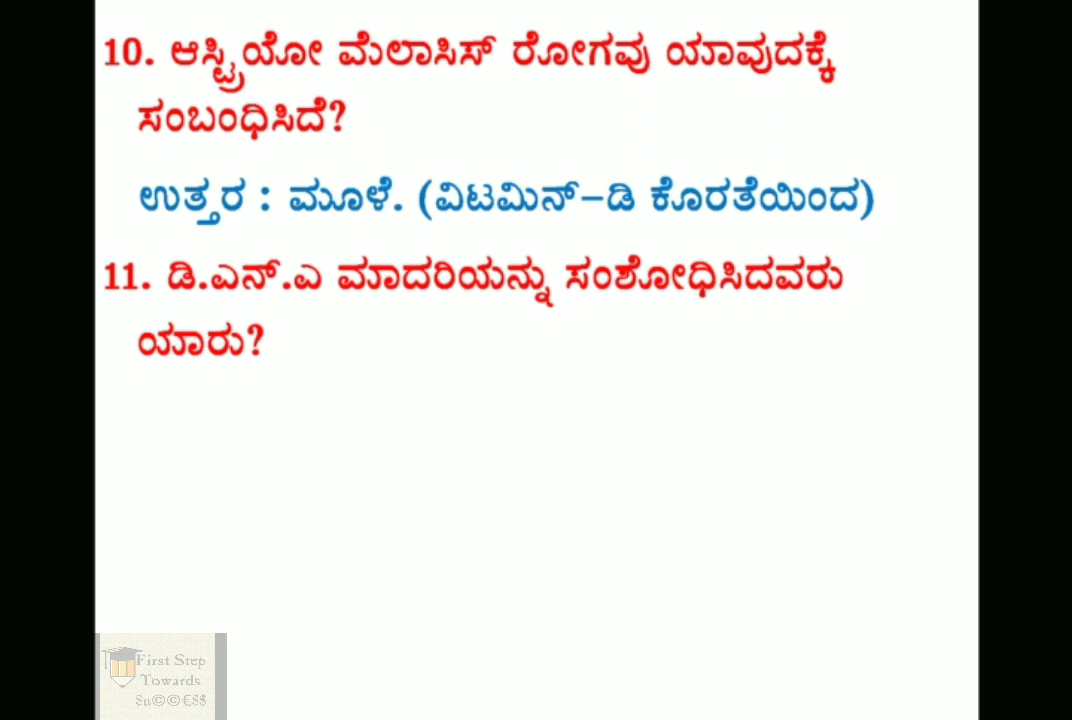 10. ಆಸ್ಟ್ರಿಯೋ ಮೆಲಾಸಿಸ್ ರೋಗವು ಯಾವುದಕ್ಕೆ
ಸಂಬಂಧಿಸಿದೆ?
ಉತ್ತರ : ಮೂಳೆ. (ವಿಟಮಿನ್–ಡಿ ಕೊರತೆಯಿಂದ)
11. ಡಿ.ಎನ್.ಎ ಮಾದರಿಯನ್ನು ಸಂಶೋಧಿಸಿದವರು
ಯಾರು?
First Step
Towards
$u©©€$$